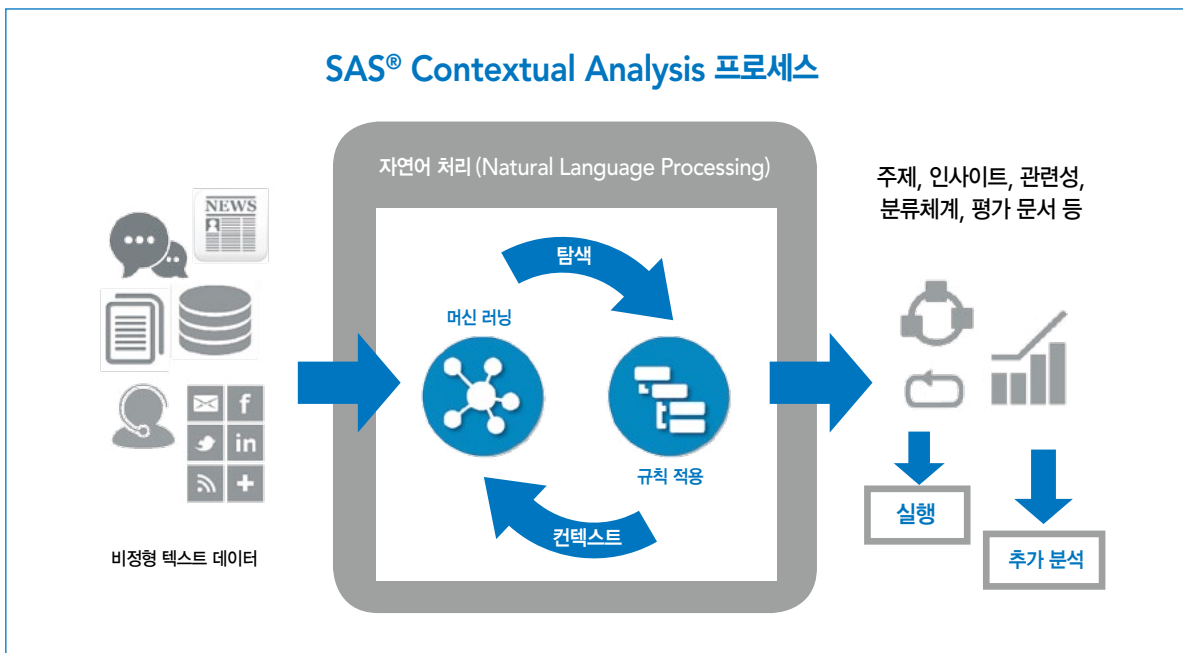 SAS® Contextual Analysis 프로세스
자연어 처리 (Natural Language Processing)
주제, 인사이트, 관련성,
분류체계, 평가 문서 등
NEWS
탐색
머신 러닝
f
in
규칙 적용
컨텍스트
실행
추가 분석
비정형 텍스트 데이터